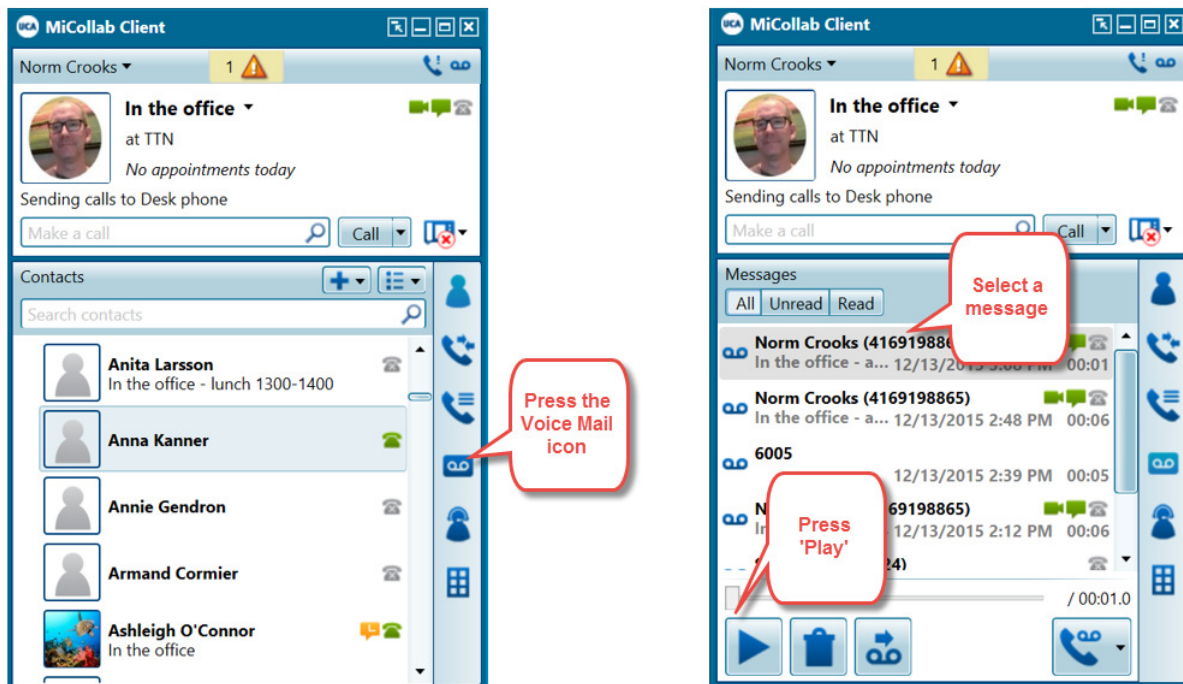 UCA MiCollab Client
Norm Crooks
1
In the office
at TTN
No appointments today
Sending calls to Desk phone
Make a call
Call
Contacts
Search contacts
Anita Larsson
In the office - lunch 1300-1400
Anna Kanner
Annie Gendron
Armand Cormier
Ashleigh O'Connor
In the office
Press the
Voice Mail
icon
UCA MiCollab Client
Norm Crooks
1
In the office
at TTN
No appointments today
Sending calls to Desk phone
Make a call
Call
Messages
All Unread Read
Select a
message
Norm Crooks (416919886
In the office - a... 12/13/2015 00:01
Norm Crooks (4169198865)
In the office - a... 12/13/2015 2:48 PM 00:06
6005
12/13/2015 2:39 PM 00:05
69198865)
12/13/2015 2:12 PM 00:06
24)
Press
'Play'
/ 00:01.0